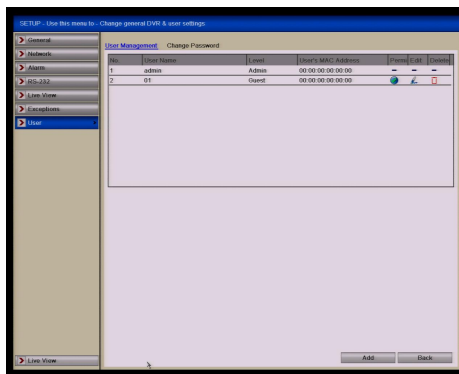 SETUP - Use this menu to - Change general DVR & user settings
General
Network
Alarm
RS-232
Live View
Exceptions
User
User Management Change Password
No. User Name Level User's MAC Address Permi Edit Delete
1 admin Admin 00:00:00:00:00:00 – – –
2 01 Guest 00:00:00:00:00:00
Add Back
Live View